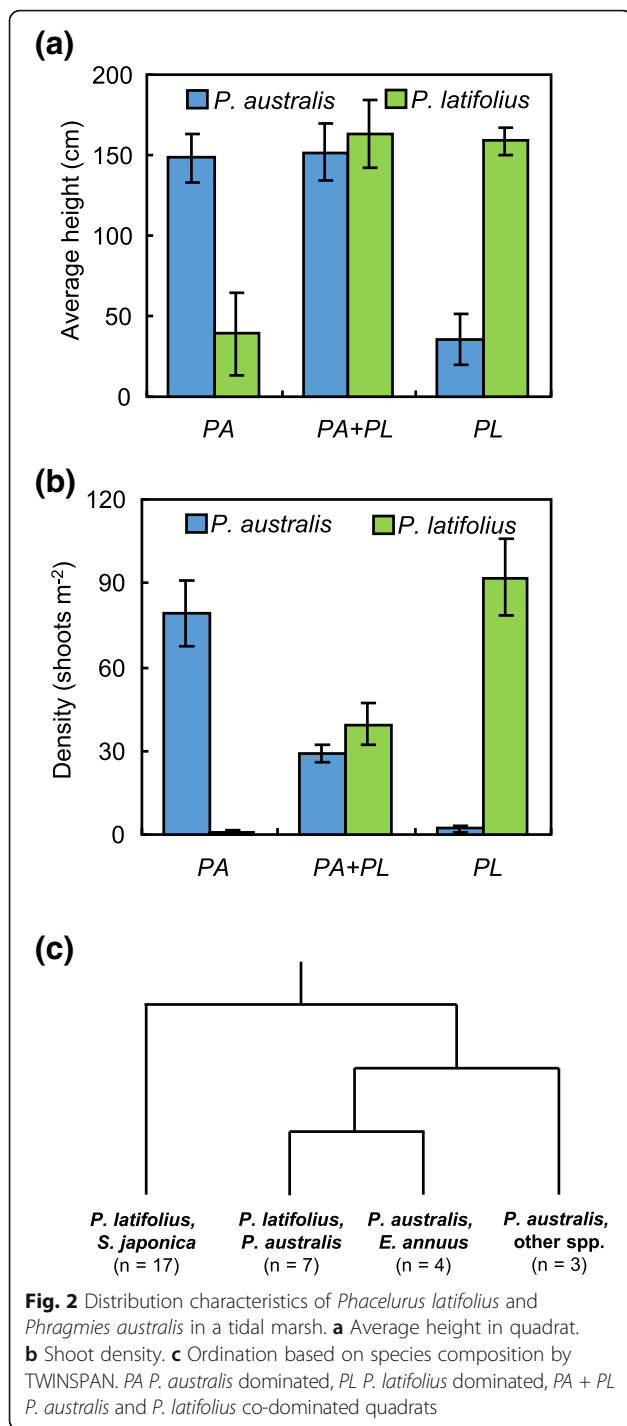 (a)
200
150
100
50
0
Average height (cm)
P. australis P. latifolius
PA PA+PL PL
(b)
120
90
60
30
0
Density (shoots m-2)
P. australis P. latifolius
PA PA+PL PL
(c)
P. latifolius, P. latifolius, P. australis, P. australis,
S. japonica P. australis E. annuus other spp.
(n = 17) (n = 7) (n = 4) (n = 3)
Fig. 2 Distribution characteristics of Phacelurus latifolius and
Phragmies australis in a tidal marsh. a Average height in quadrat.
b Shoot density. c Ordination based on species composition by
TWINSPAN. PA P. australis dominated, PL P. latifolius dominated, PA + PL
P. australis and P. latifolius co-dominated quadrats